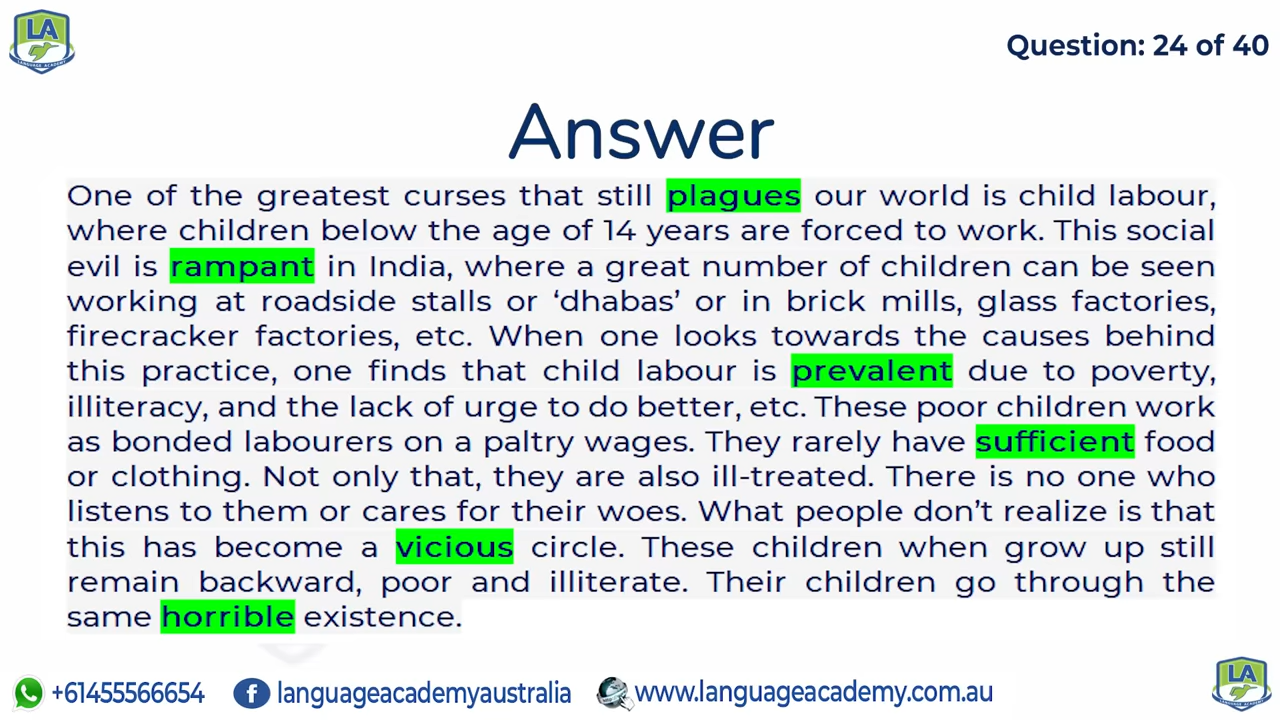 LA
LANGUAGE ACADEMY
Question: 24 of 40
Answer
One of the greatest curses that still plagues our world is child labour,
where children below the age of 14 years are forced to work. This social
evil is rampant in India, where a great number of children can be seen
working at roadside stalls or ‘dhabas’ or in brick mills, glass factories,
firecracker factories, etc. When one looks towards the causes behind
this practice, one finds that child labour is prevalent due to poverty,
illiteracy, and the lack of urge to do better, etc. These poor children work
as bonded labourers on a paltry wages. They rarely have sufficient food
or clothing. Not only that, they are also ill-treated. There is no one who
listens to them or cares for their woes. What people don’t realize is that
this has become a vicious circle. These children when grow up still
remain backward, poor and illiterate. Their children go through the
same horrible existence.
+61455566654 languageacademyaustralia www.languageacademy.com.au
LA
LANGUAGE ACADEMY